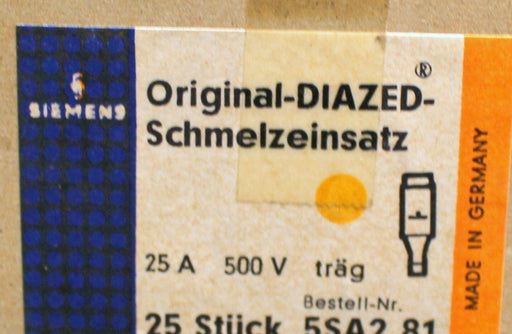 SIEMENS
Original-DIAZED-®
Schmelzeinsatz
25 A 500 V träg
Bestell-Nr.
25 Stück 5SA2 81
MADE IN GERMANY